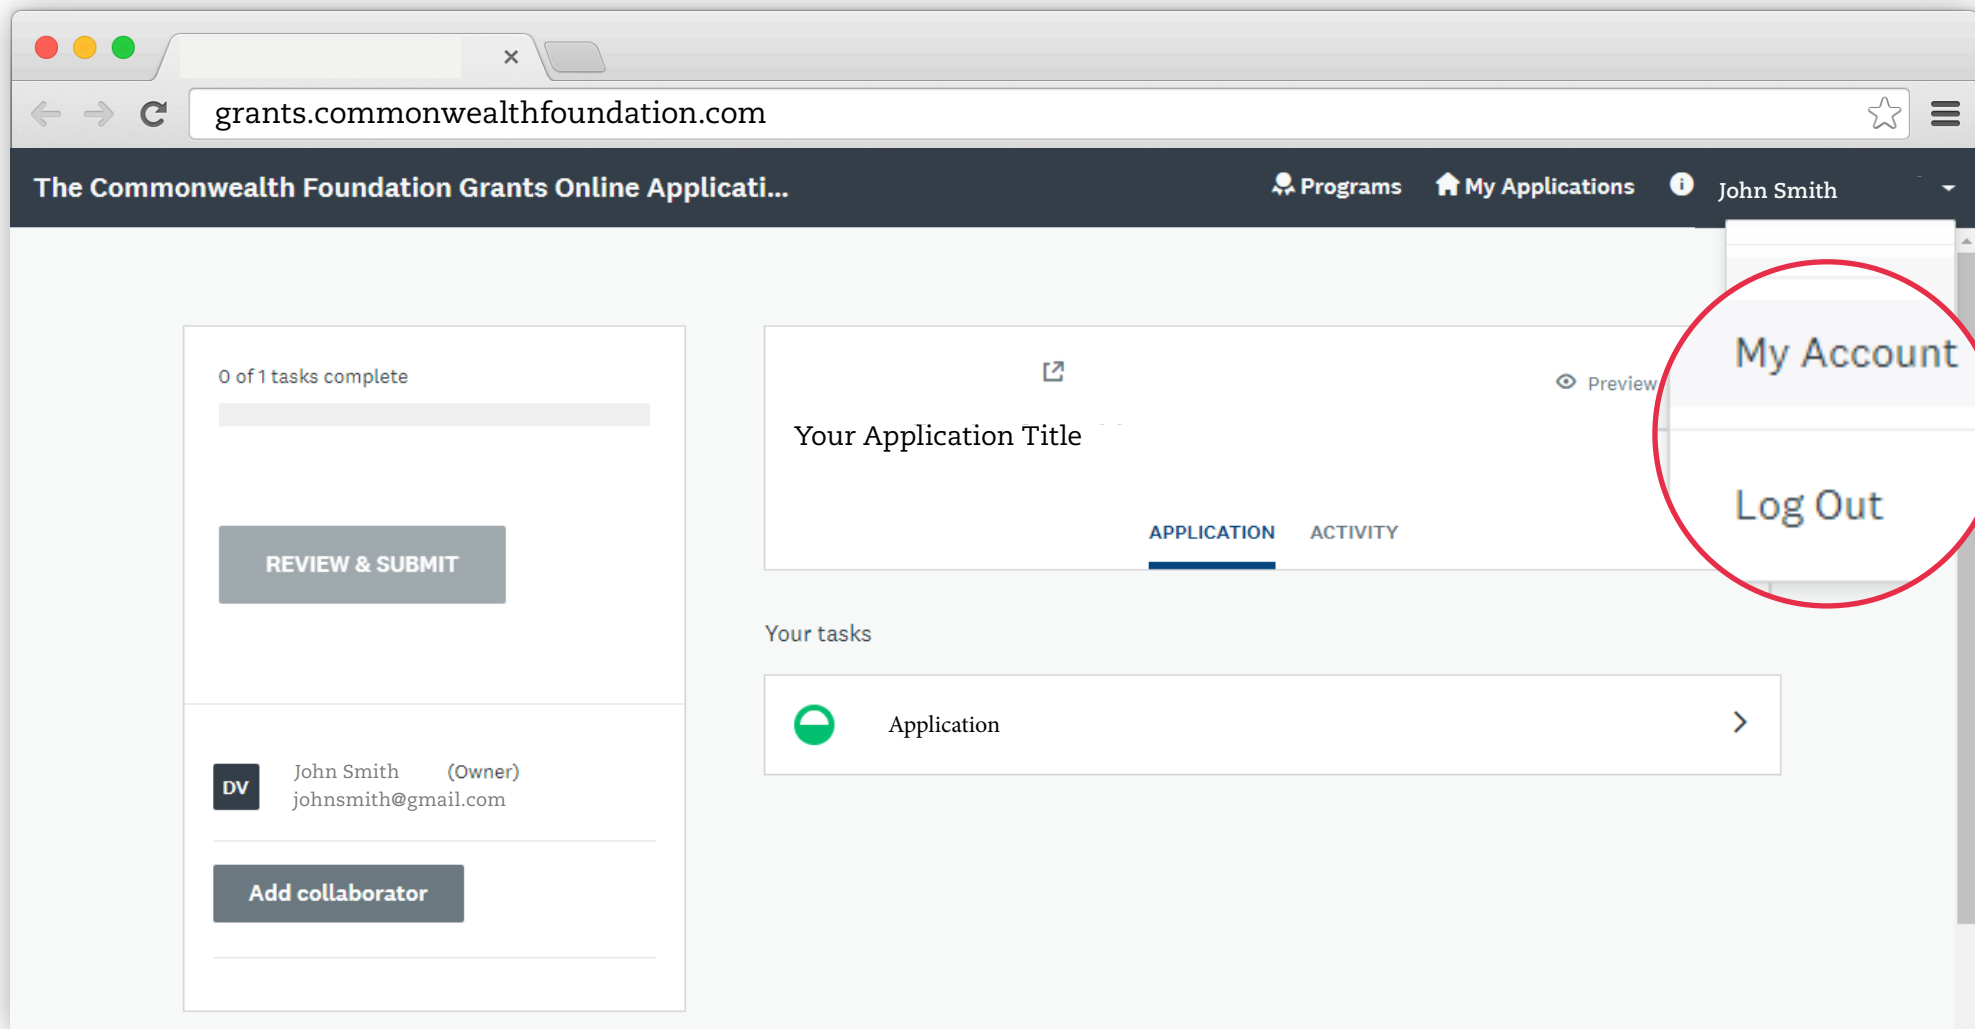 grants.commonwealthfoundation.com
The Commonwealth Foundation Grants Online Applicati...
Programs
My Applications
John Smith
My Account
Log Out
0 of 1 tasks complete
REVIEW & SUBMIT
DV
John Smith (Owner)
johnsmith@gmail.com
Add collaborator
Preview
Your Application Title
APPLICATION ACTIVITY
Your tasks
Application